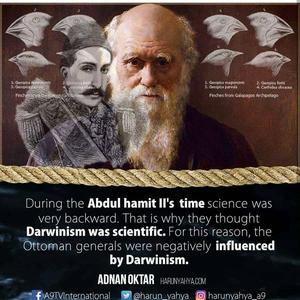 1. Geospiza magnirostris 2. Geospiza fortis
3. Geospiza parvula 4. Certhidea olivacea
Finches from Galapagos Archipelago
During the Abdul hamit II's time science was
very backward. That is why they thought
Darwinism was scientific. For this reason, the
Ottoman generals were negatively influenced
by Darwinism.
ADNAN OKTAR HARUNYAHYA.COM
A9TVInternational @harun_yahya harunyahya_a9